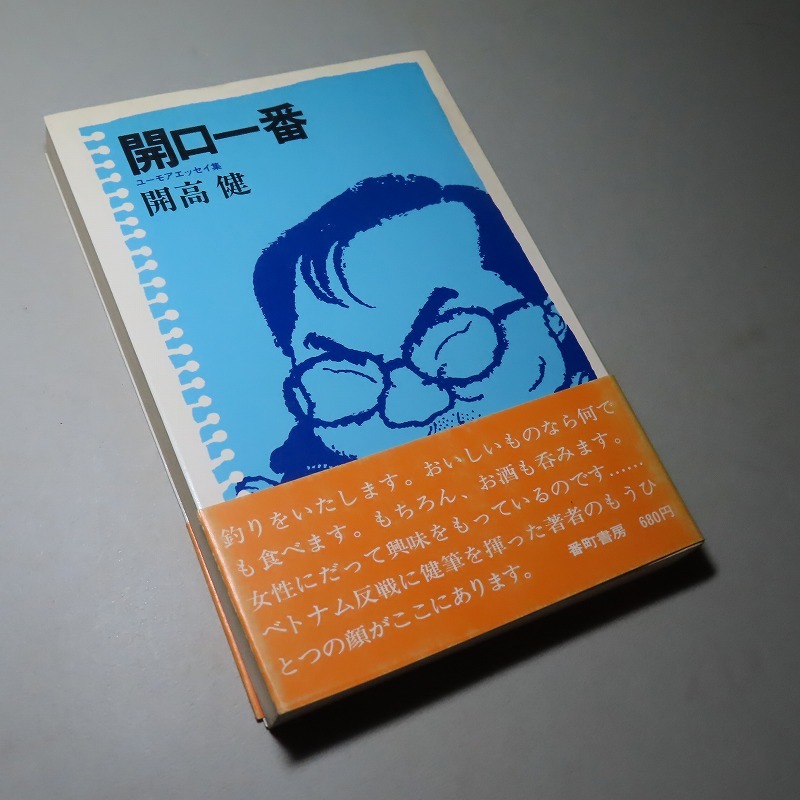 開口一番
ユーモアエッセイ集
開高 健
釣りをいたします。おいしいものなら何で
も食べます。もちろん、お酒も呑みます。
女性にだって興味をもっているのです……
ベトナム反戦に健筆を揮った著者のもうひ
とつの顔がここにあります。
番町書房 680円